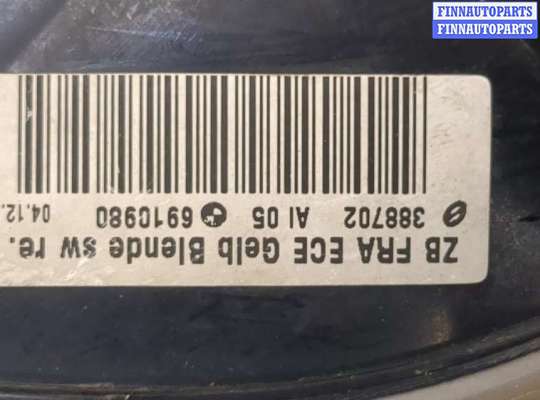 FINNAUTOPARTS
FINNAUTOPARTS
ZB FRA ECE Gelb Blende sw re.
388702 AI 05 6910980 04.12.